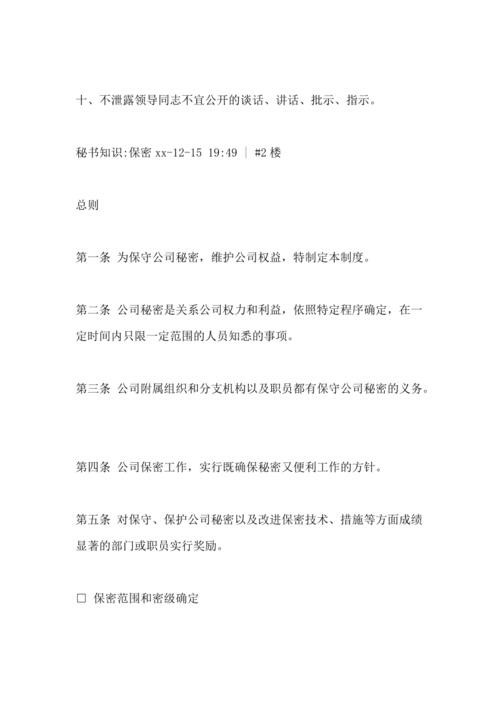 十、不泄露领导同志不宜公开的谈话、讲话、批示、指示。
秘书知识;保密xx-12-15 19:49 | #2楼
总则
第一条 为保守公司秘密，维护公司权益，特制定本制度。
第二条 公司秘密是关系公司权力和利益，依照特定程序确定，在一
定时间内只限一定范围的人员知悉的事项。
第三条 公司附属组织和分支机构以及职员都有保守公司秘密的义务。
第四条 公司保密工作，实行既确保秘密又便利工作的方针。
第五条 对保守、保护公司秘密以及改进保密技术、措施等方面成绩
显著的部门或职员实行奖励。
□ 保密范围和密级确定